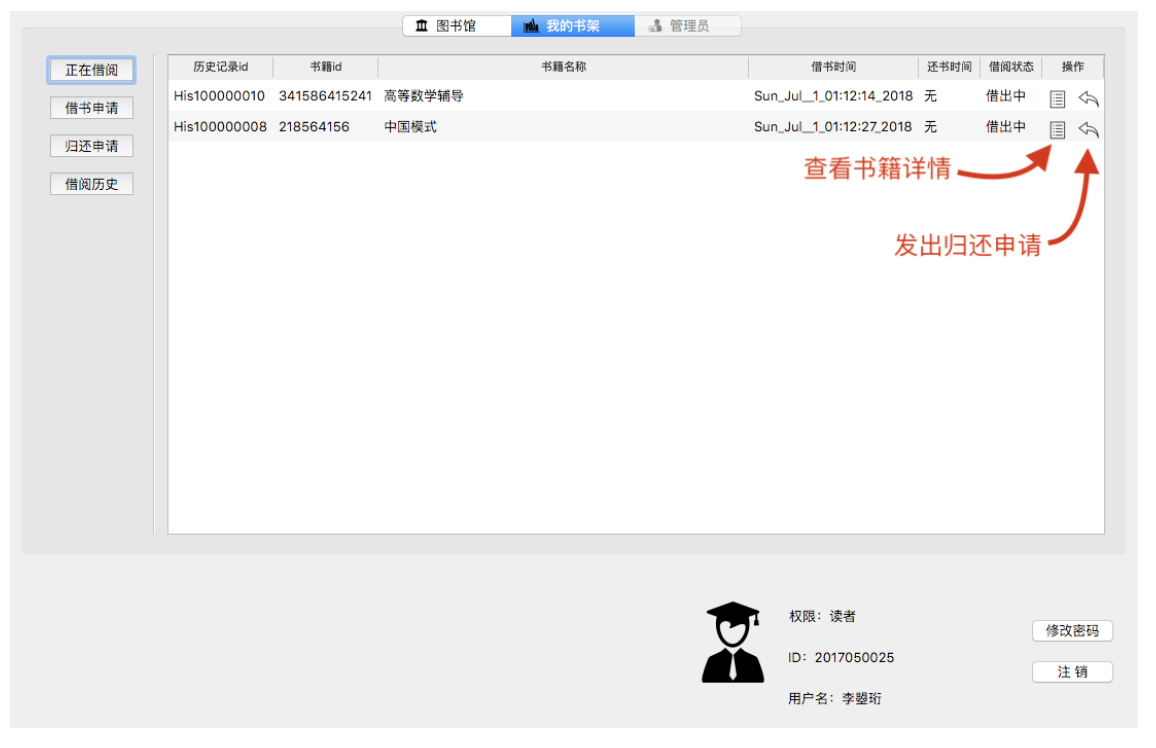 图书馆 我的书架 管理员
正在借阅
借书申请
归还申请
借阅历史
历史记录id 书籍id 书籍名称 借书时间 还书时间 借阅状态 操作
His100000010 341586415241 高等数学辅导 Sun_Jul__1_01:12:14_2018 无 借出中
His100000008 218564156 中国模式 Sun_Jul__1_01:12:27_2018 无 借出中
查看书籍详情
发出归还申请
权限：读者
ID：2017050025
用户名：李曌珩
修改密码
注 销